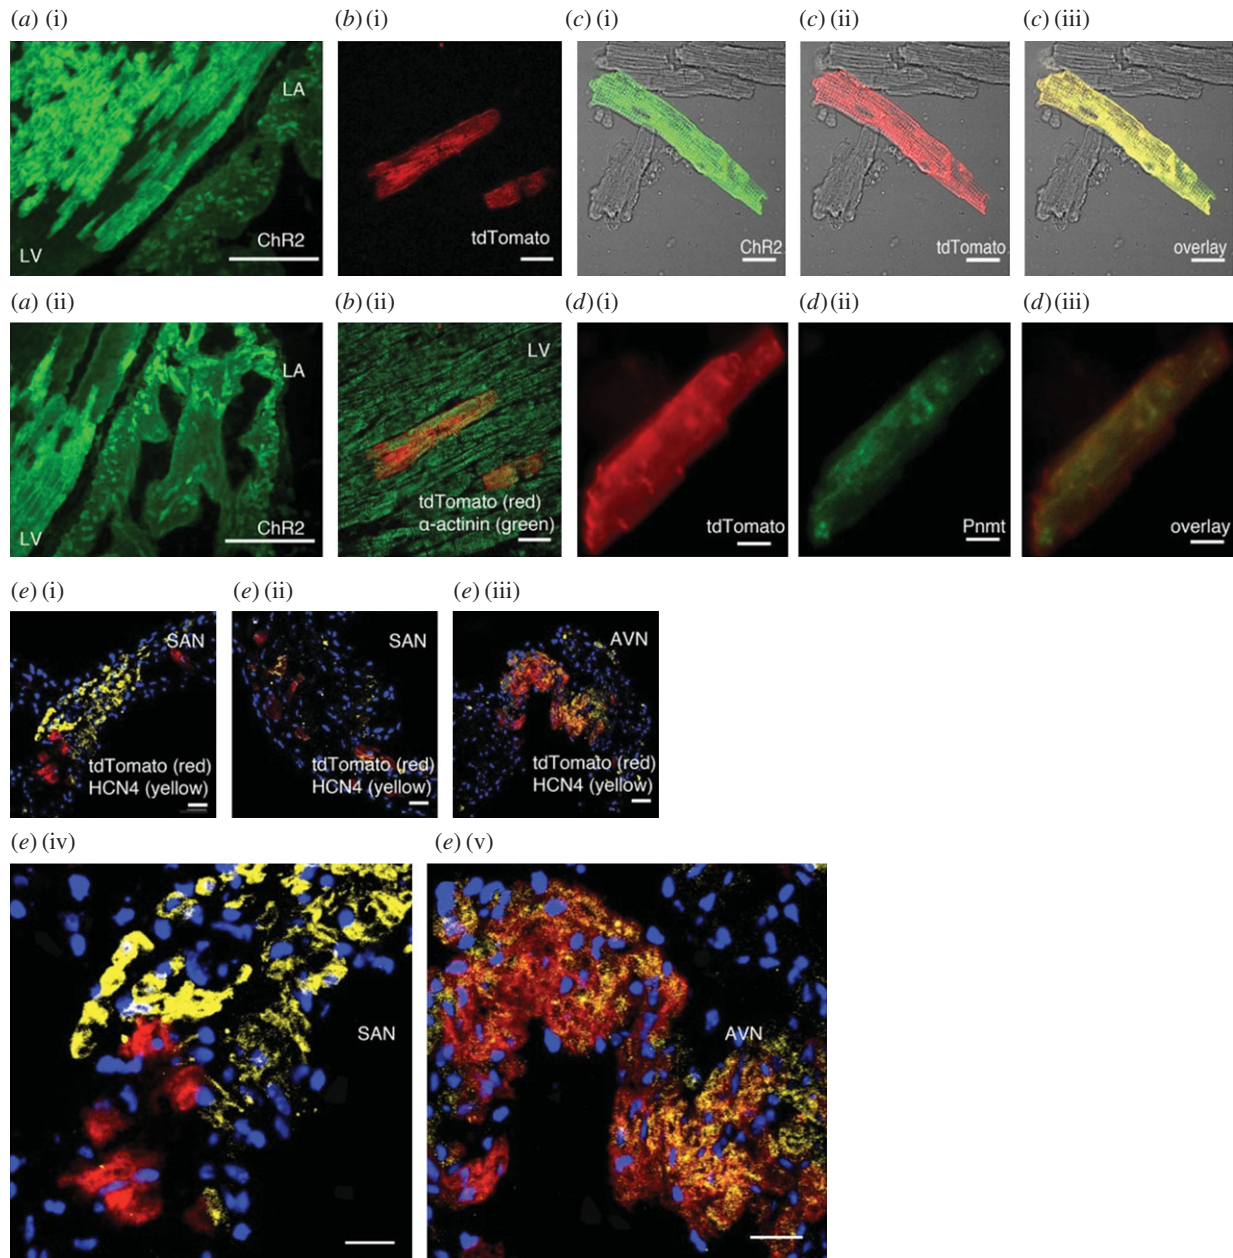 (a) (i)
(b) (i)
(c) (i)
(c) (ii)
(c) (iii)
LA
ChR2
LV
tdTomato
ChR2
tdTomato
overlay
(a) (ii)
(b) (ii)
(d) (i)
(d) (ii)
(d) (iii)
LA
ChR2
LV
LV
tdTomato (red)
α-actinin (green)
tdTomato
Pnmt
overlay
(e) (i)
(e) (ii)
(e) (iii)
SAN
tdTomato (red)
HCN4 (yellow)
SAN
tdTomato (red)
HCN4 (yellow)
AVN
tdTomato (red)
HCN4 (yellow)
(e) (iv)
(e) (v)
SAN
AVN